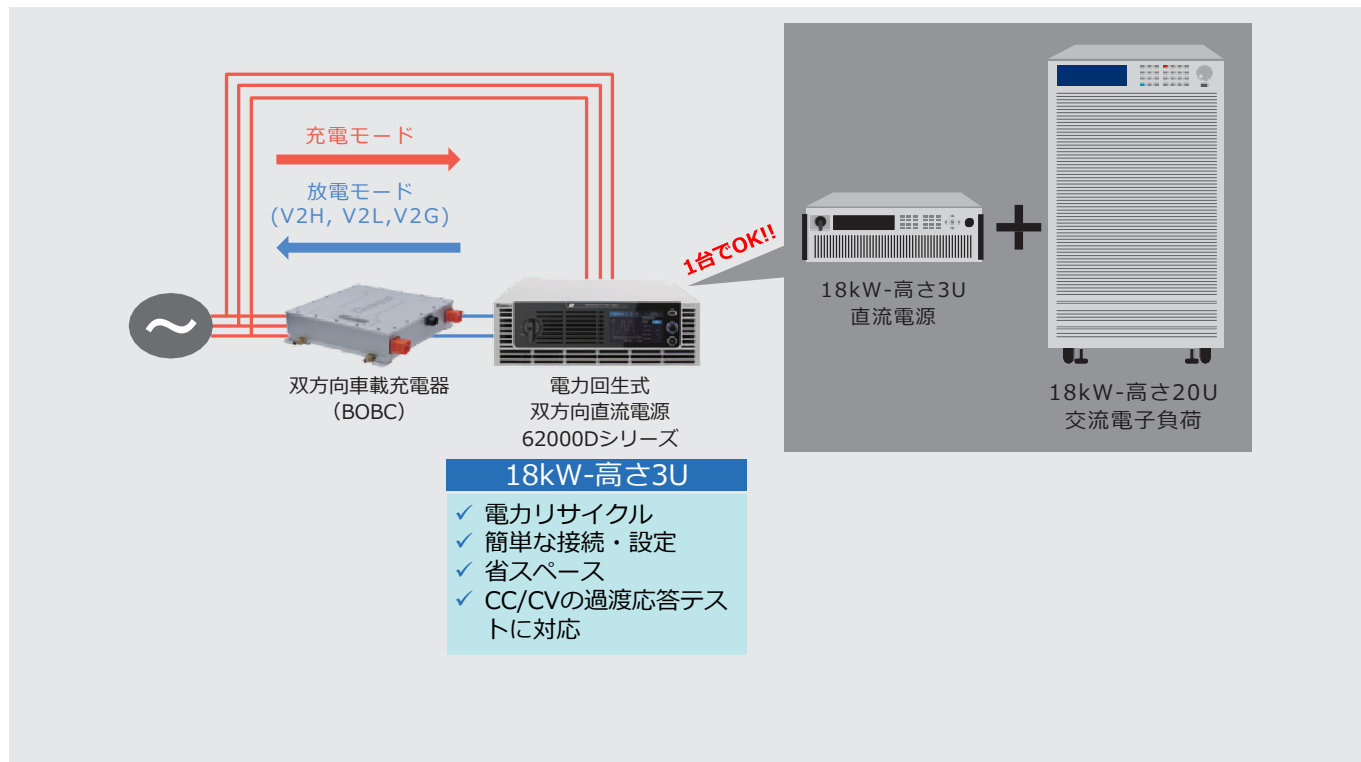 充電モード
放電モード
(V2H, V2L,V2G)
1台でOK!!
18kW-高さ3U
直流電源
18kW-高さ20U
交流電子負荷
双方向車載充電器
（BOBC）
電力回生式
双方向直流電源
62000Dシリーズ
18kW-高さ3U
✓ 電力リサイクル
✓ 簡単な接続・設定
✓ 省スペース
✓ CC/CVの過渡応答テス
トに対応